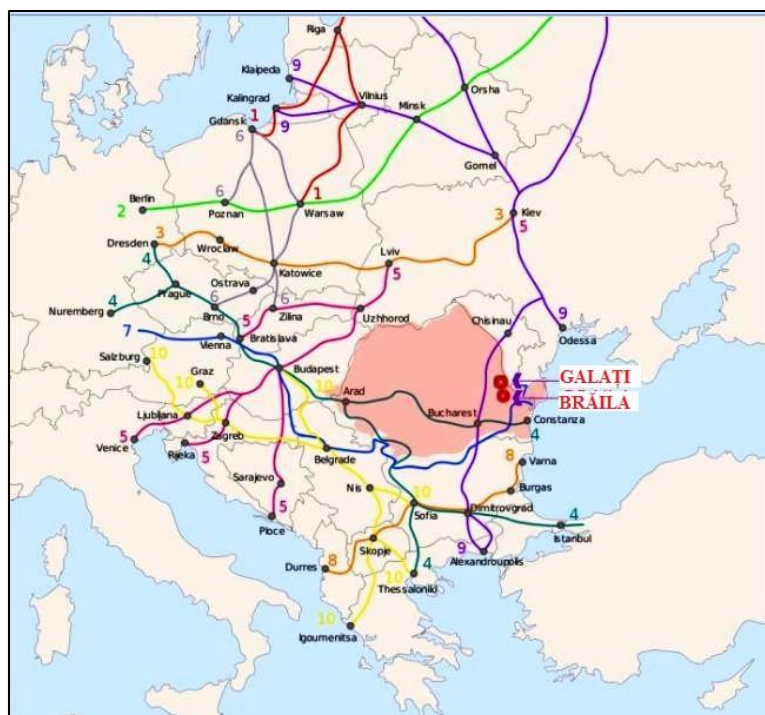 Riga
Klaipeda
9
Kalingrad
Vilnius
Orsha
Minsk
1
Gdansk
6
9
Gomel
Berlin
2
6
Poznan
1
Warsaw
3
Kiev
5
Dresden
3
4
Wroclaw
Lviv
5
Katowice
Ostrava
Prague
Nuremberg
4
6
Brno
6
Zilina
Uzhhorod
9
Odessa
Chisinau
7
Vienna
5
Bratislava
Salzburg
10
Graz
10
Budapest
10
Arad
GALAȚI
BRĂILA
Bucharest
Constanza
4
Ljubljana
Zagreb
5
Venice
Rijeka
5
Belgrade
8
Varna
Burgas
Sarajevo
Nis
10
Sofia
Dimitrovgrad
5
Ploce
4
Istanbul
Skopje
9
Alexandroupolis
Durres
8
10
4
Thessaloniki
10
Igoumenitsa